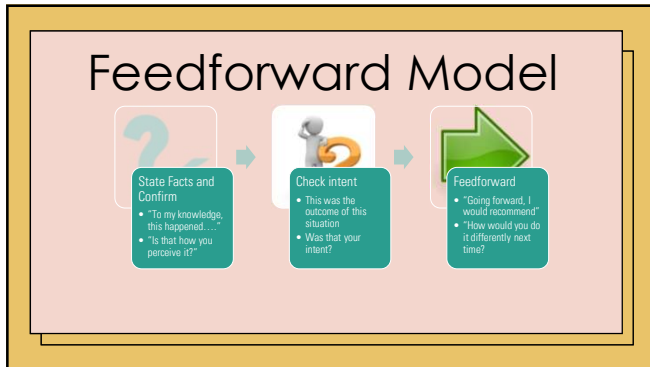 Feedforward Model
State Facts and
Confirm
• "To my knowledge,
this happened…."
• "Is that how you
perceive it?"
Check intent
• This was the
outcome of this
situation
• Was that your
intent?
Feedforward
• "Going forward, I
would recommend"
• "How would you do
it differently next
time?